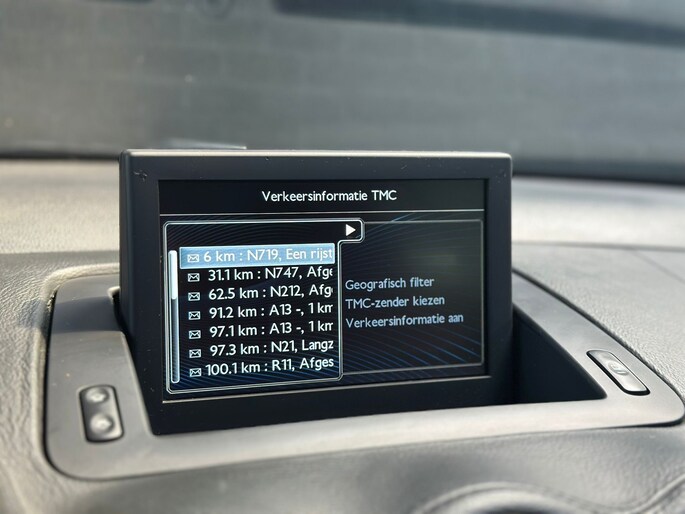 Verkeersinformatie TMC
6 km : N719, Een rijst
31.1 km : N747, Afge
62.5 km : N212, Afg
91.2 km : A13 -, 1 km
97.1 km : A13 -, 1 km
97.3 km : N21, Langz
100.1 km : R11, Afges
Geografisch filter
TMC-zender kiezen
Verkeersinformatie aan